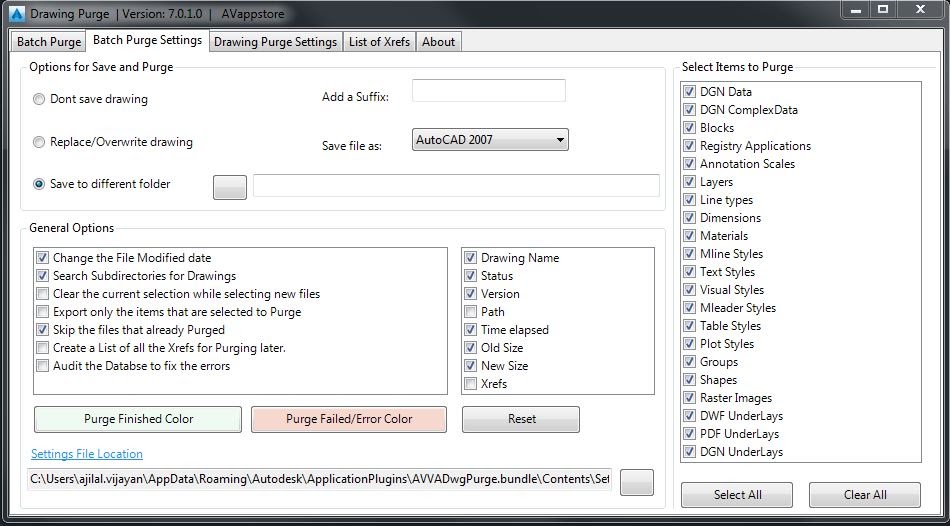 Drawing Purge | Version: 7.0.1.0 | AVappstore
Batch Purge
Batch Purge Settings
Drawing Purge Settings
List of Xrefs
About
Options for Save and Purge
Dont save drawing
Add a Suffix:
Replace/Overwrite drawing
Save file as:
AutoCAD 2007
Save to different folder
General Options
Change the File Modified date
Search Subdirectories for Drawings
Clear the current selection while selecting new files
Export only the items that are selected to Purge
Skip the files that already Purged
Create a List of all the Xrefs for Purging later.
Audit the Databse to fix the errors
Drawing Name
Status
Version
Path
Time elapsed
Old Size
New Size
Xrefs
Purge Finished Color
Purge Failed/Error Color
Reset
Settings File Location
C:\Users\ajilal.vijayan\AppData\Roaming\Autodesk\ApplicationPlugins\AVVADwgPurge.bundle\Contents\Set
Select Items to Purge
DGN Data
DGN ComplexData
Blocks
Registry Applications
Annotation Scales
Layers
Line types
Dimensions
Materials
Mline Styles
Text Styles
Visual Styles
Mleader Styles
Table Styles
Plot Styles
Groups
Shapes
Raster Images
DWF UnderLays
PDF UnderLays
DGN UnderLays
Select All
Clear All